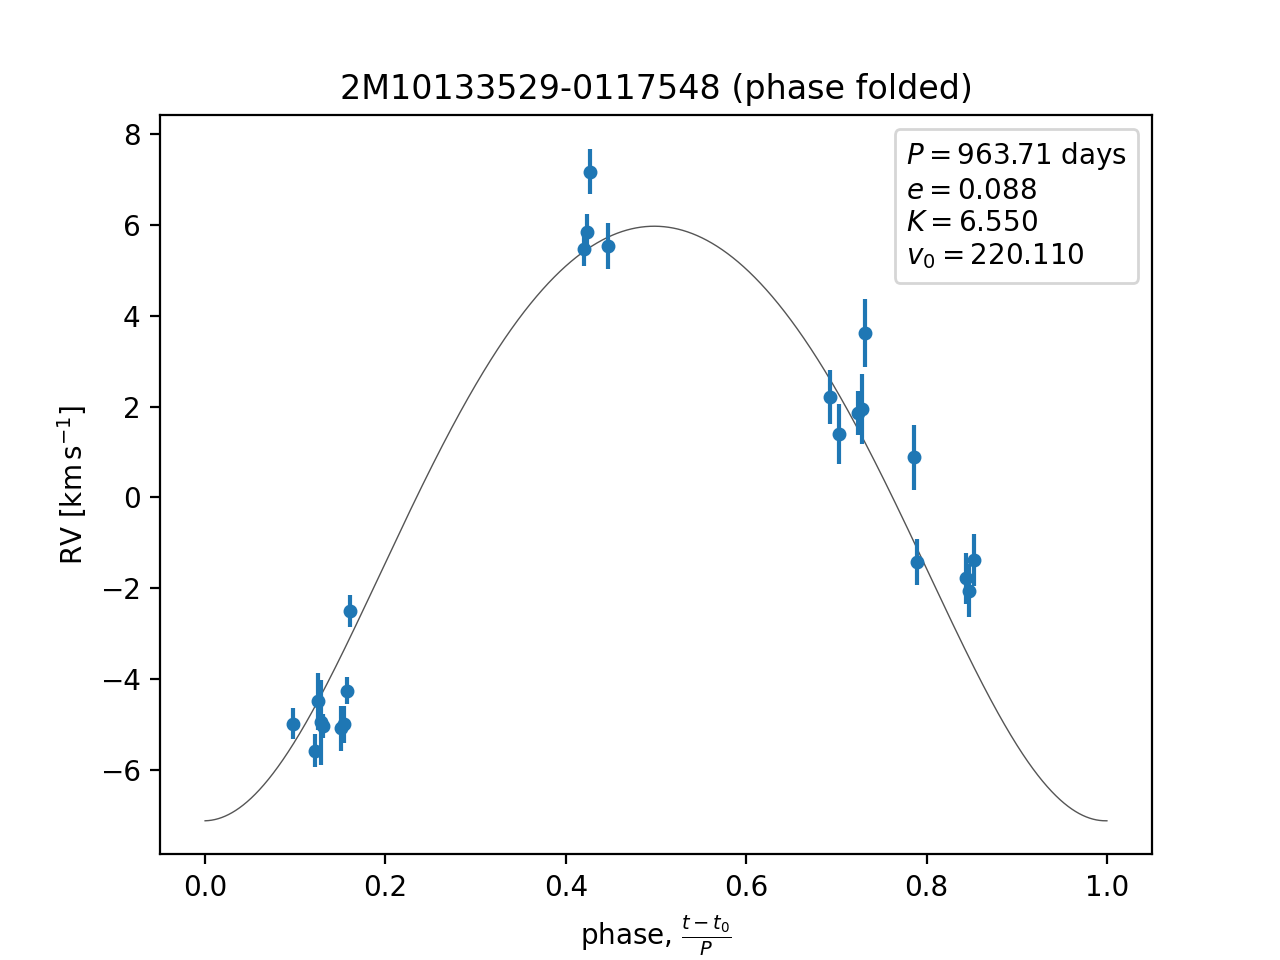 2M10133529-0117548 (phase folded)
P = 963.71 days
e = 0.088
K = 6.550
v₀ = 220.110
8
6
4
2
0
−2
−4
−6
RV [km s⁻¹]
0.0 0.2 0.4 0.6 0.8 1.0
phase, (t − t₀)/P